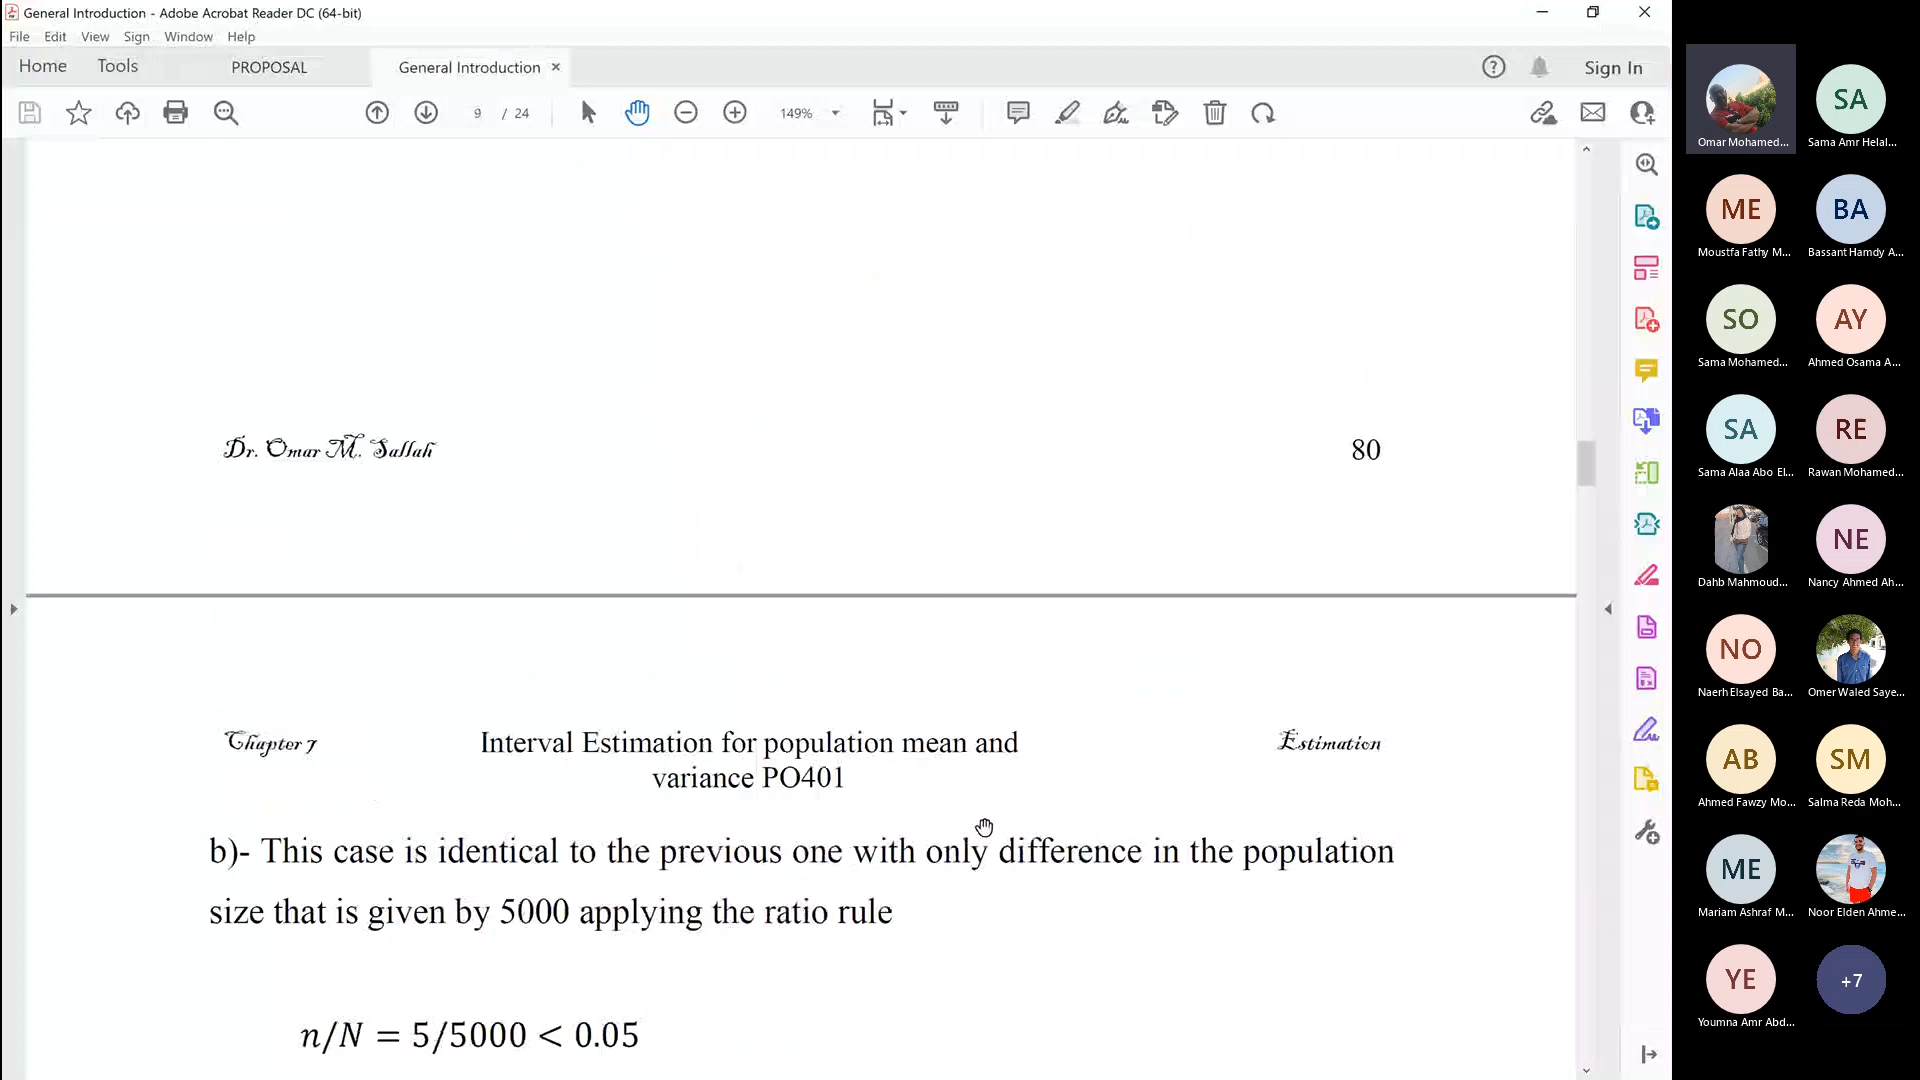 General Introduction - Adobe Acrobat Reader DC (64-bit)
File Edit View Sign Window Help
Home Tools PROPOSAL General Introduction × Sign In
9 / 24 149%
Dr. Omar M. Sallah 80
Chapter 7 Interval Estimation for population mean and Estimation
variance PO401
b)- This case is identical to the previous one with only difference in the population
size that is given by 5000 applying the ratio rule
n/N = 5/5000 < 0.05
Omar Mohamed...
SA
Sama Amr Helal...
ME
Moustfa Fathy M...
BA
Bassant Hamdy A...
SO
Sama Mohamed...
AY
Ahmed Osama A...
SA
Sama Alaa Abo El...
RE
Rawan Mohamed...
Dahb Mahmoud...
NE
Nancy Ahmed Ah...
NO
Naerh Elsayed Ba...
Omer Waled Saye...
AB
Ahmed Fawzy Mo...
SM
Salma Reda Moh...
ME
Mariam Ashraf M...
Noor Elden Ahme...
YE
Youmna Amr Abd...
+7